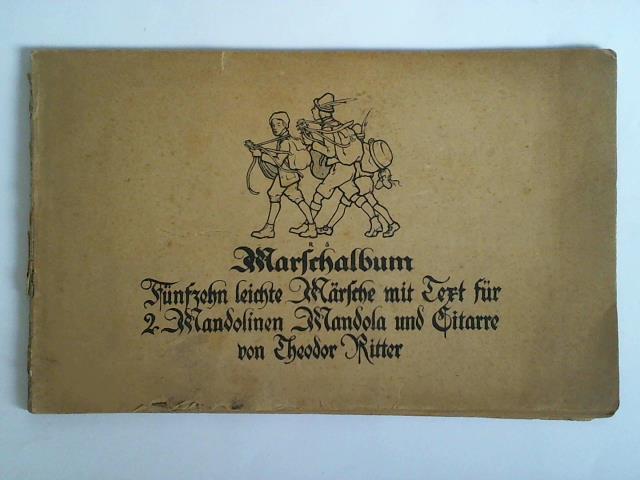 R. S.
Marschalbum
Fünfzehn leichte Märsche mit Text für
2 Mandolinen Mandola und Gitarre
von Theodor Ritter